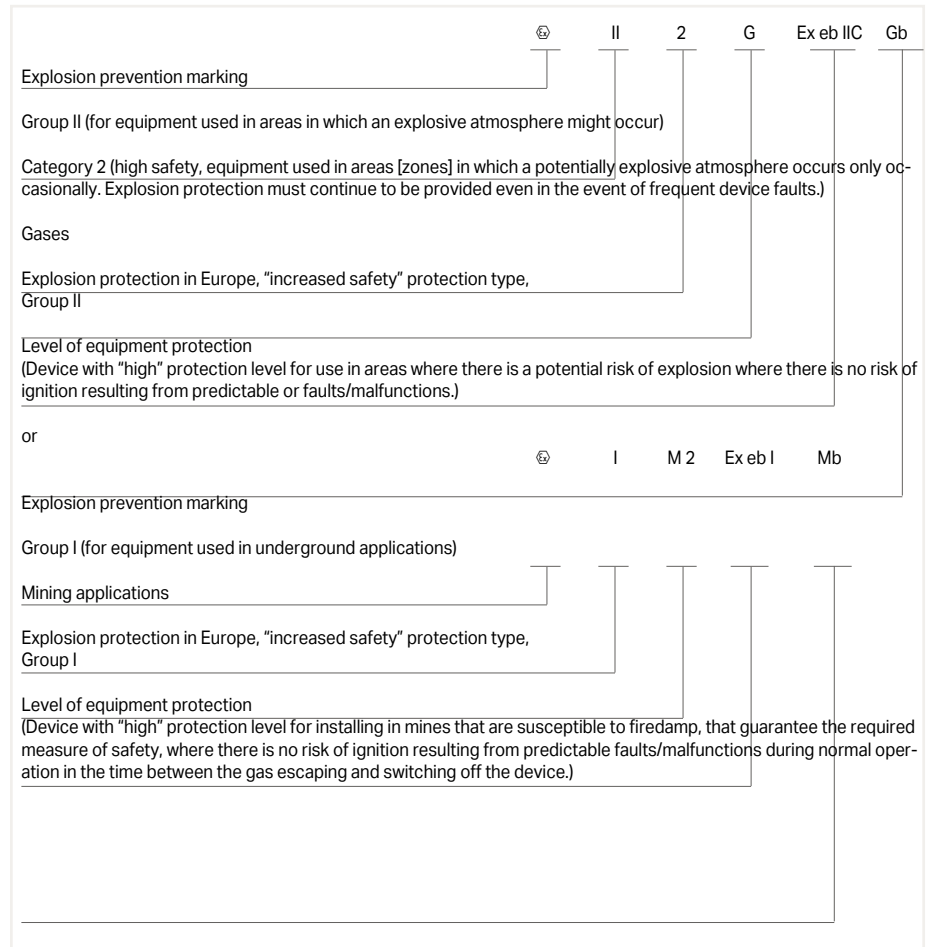 Ex II 2 G Ex eb IIC Gb
Explosion prevention marking
Group II (for equipment used in areas in which an explosive atmosphere might occur)
Category 2 (high safety, equipment used in areas [zones] in which a potentially explosive atmosphere occurs only oc-
casionally. Explosion protection must continue to be provided even in the event of frequent device faults.)
Gases
Explosion protection in Europe, “increased safety” protection type,
Group II
Level of equipment protection
(Device with “high” protection level for use in areas where there is a potential risk of explosion where there is no risk of
ignition resulting from predictable or faults/malfunctions.)
or
Ex I M 2 Ex eb I Mb
Explosion prevention marking
Group I (for equipment used in underground applications)
Mining applications
Explosion protection in Europe, “increased safety” protection type,
Group I
Level of equipment protection
(Device with “high” protection level for installing in mines that are susceptible to firedamp, that guarantee the required
measure of safety, where there is no risk of ignition resulting from predictable faults/malfunctions during normal oper-
ation in the time between the gas escaping and switching off the device.)